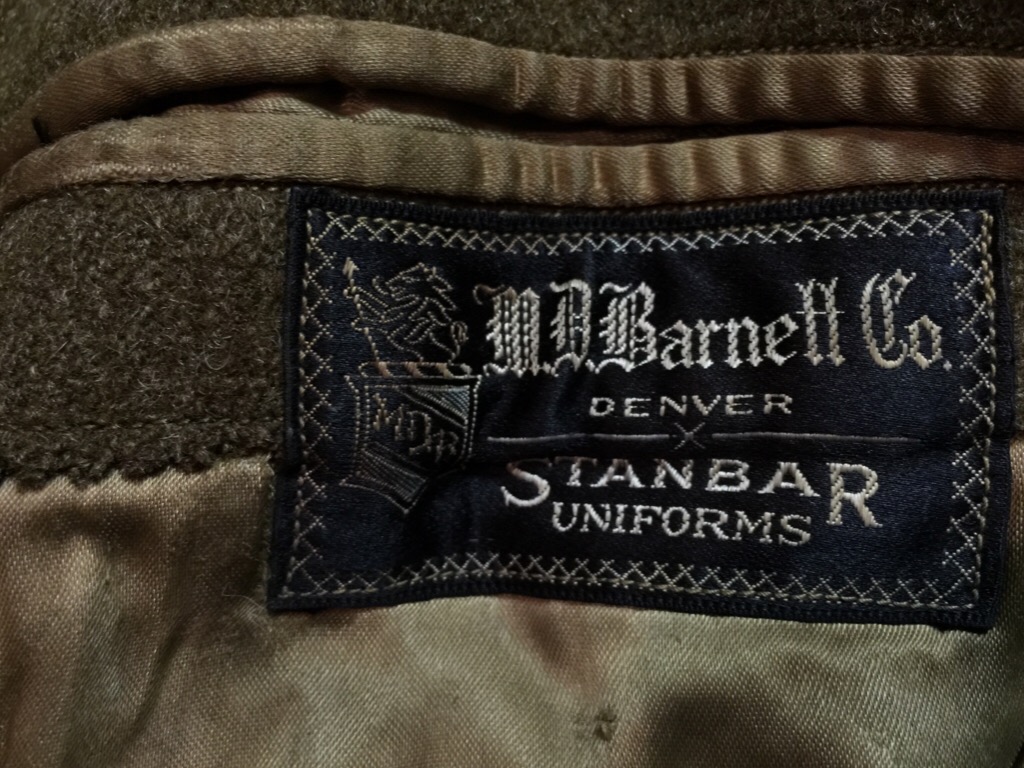 M.D. Barnett Co.
DENVER
STANBAR
UNIFORMS